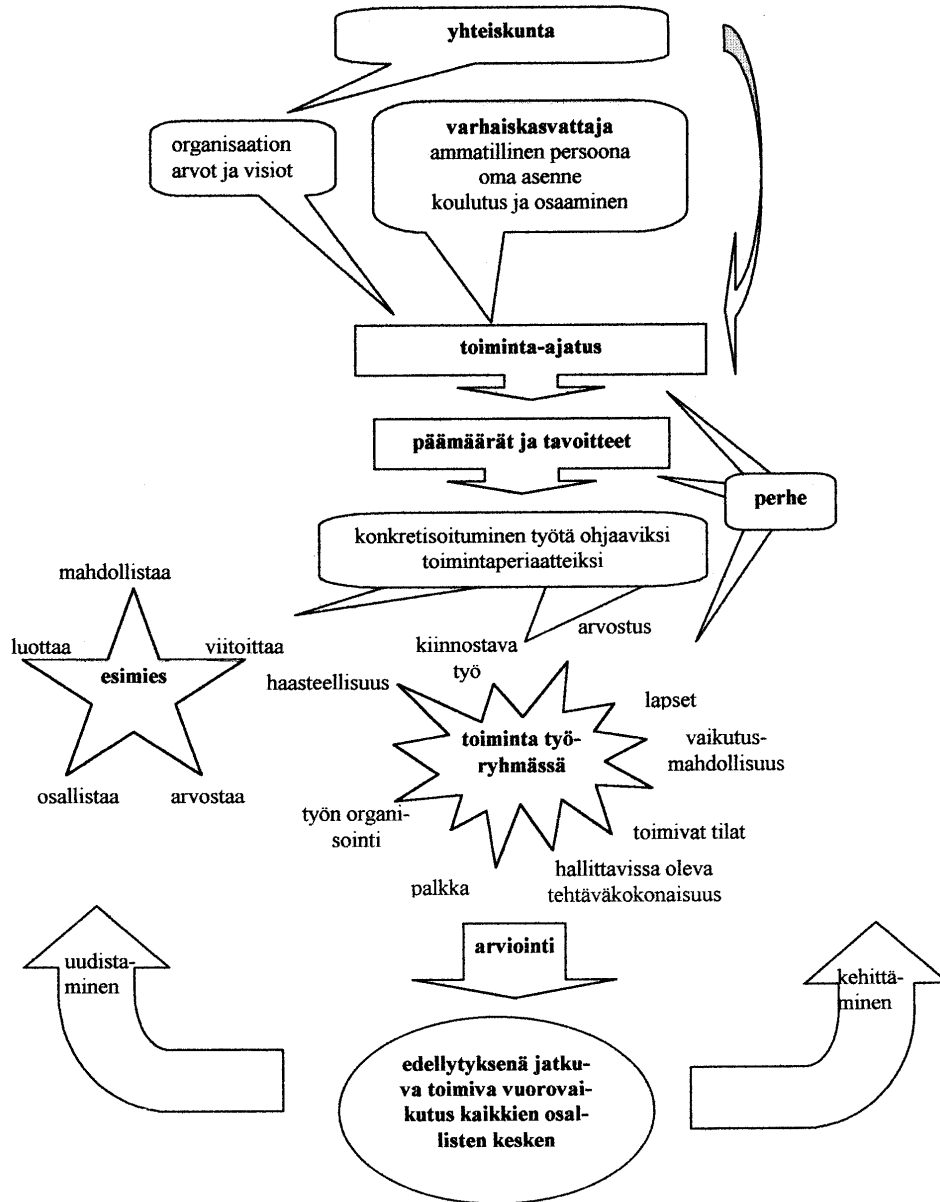 yhteiskunta
organisaation
arvot ja visiot
varhaiskasvattaja
ammatillinen persoona
oma asenne
koulutus ja osaaminen
toiminta-ajatus
päämäärät ja tavoitteet
perhe
konkretisoituminen työtä ohjaaviksi
toimintaperiaatteiksi
mahdollistaa
luottaa
viitoittaa
esimies
osallistaa
arvostaa
arvostus
kiinnostava
työ
haasteellisuus
lapset
toiminta työ-
ryhmässä
vaikutus-
mahdollisuus
työn organi-
sointi
toimivat tilat
palkka
hallittavissa oleva
tehtäväkokonaisuus
arviointi
uudista-
minen
kehittä-
minen
edellytyksenä jatku-
va toimiva vuorovai-
kutus kaikkien osal-
listen kesken